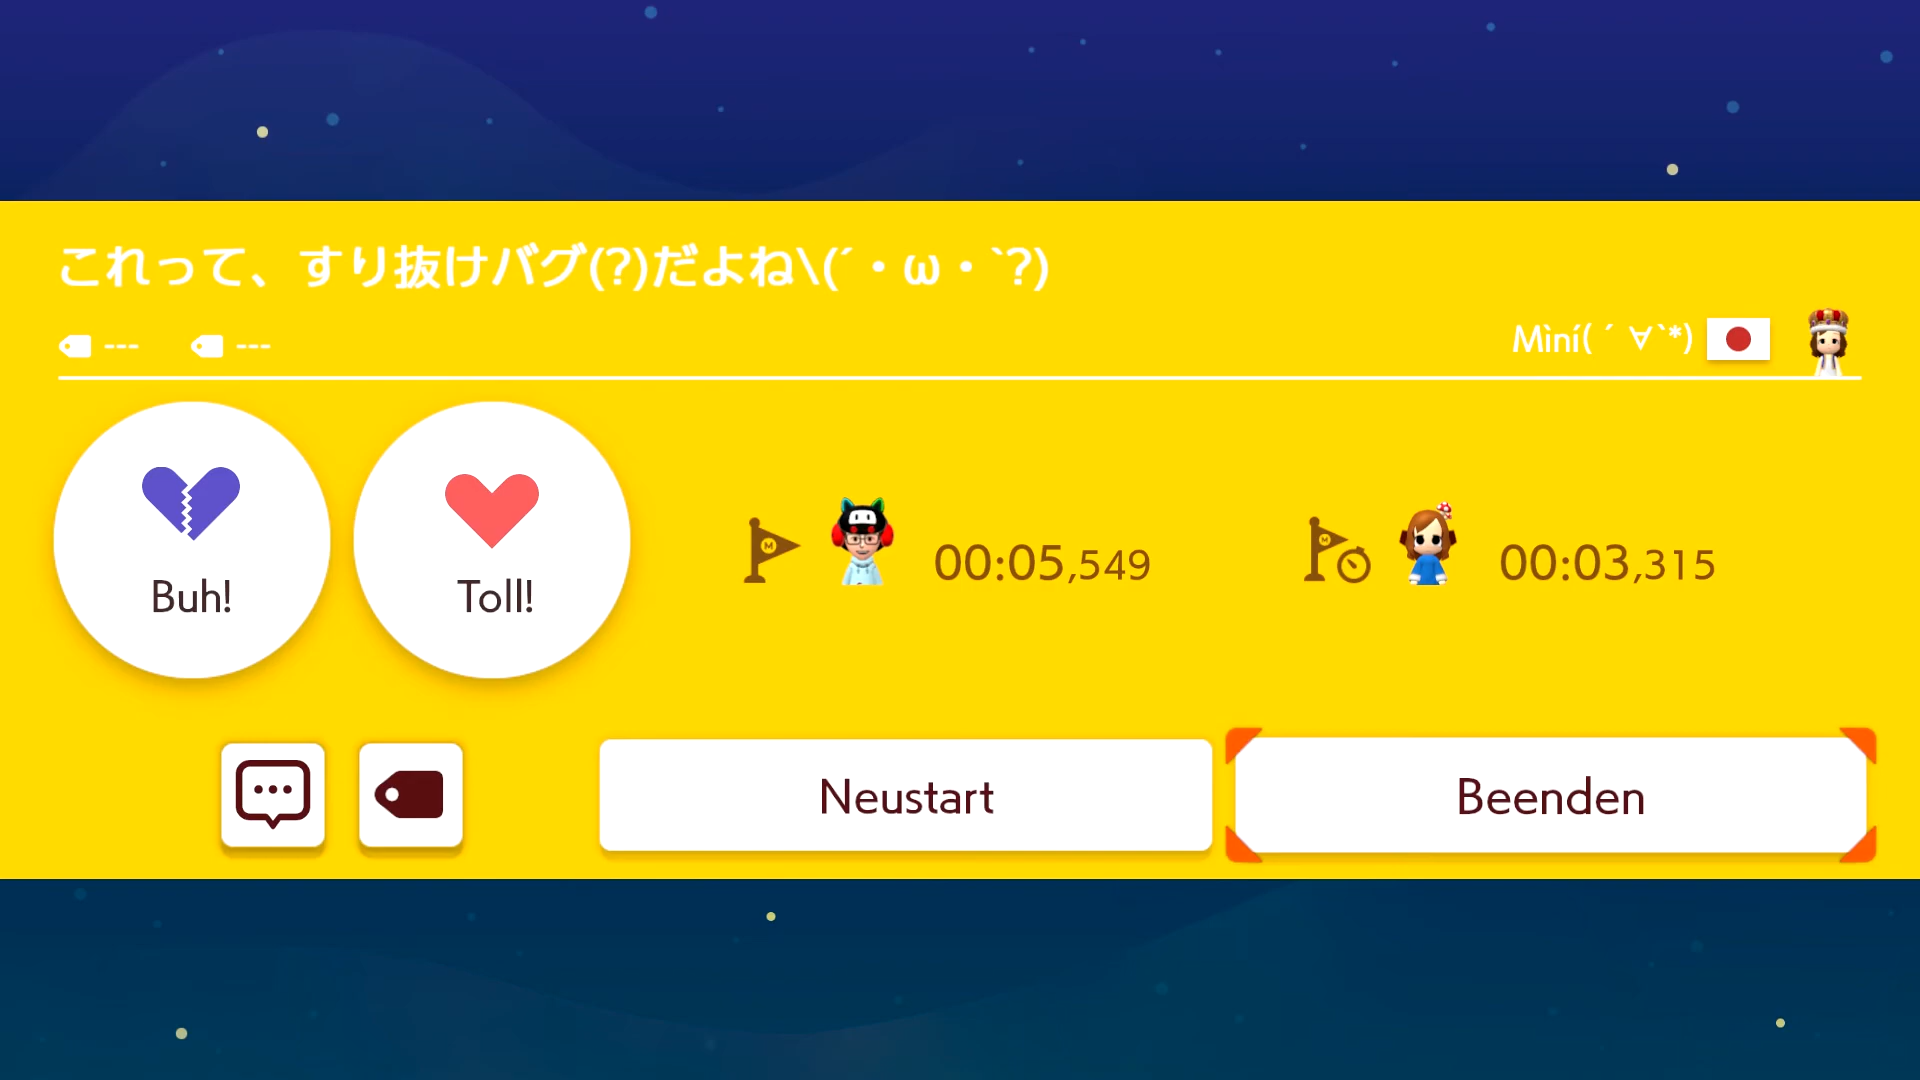 これって、すり抜けバグ(?)だよね\(´・ω・`?)
--- ---
Mìní( ´ ∀`*)
Buh!
Toll!
M
00:05,549
M
00:03,315
Neustart
Beenden